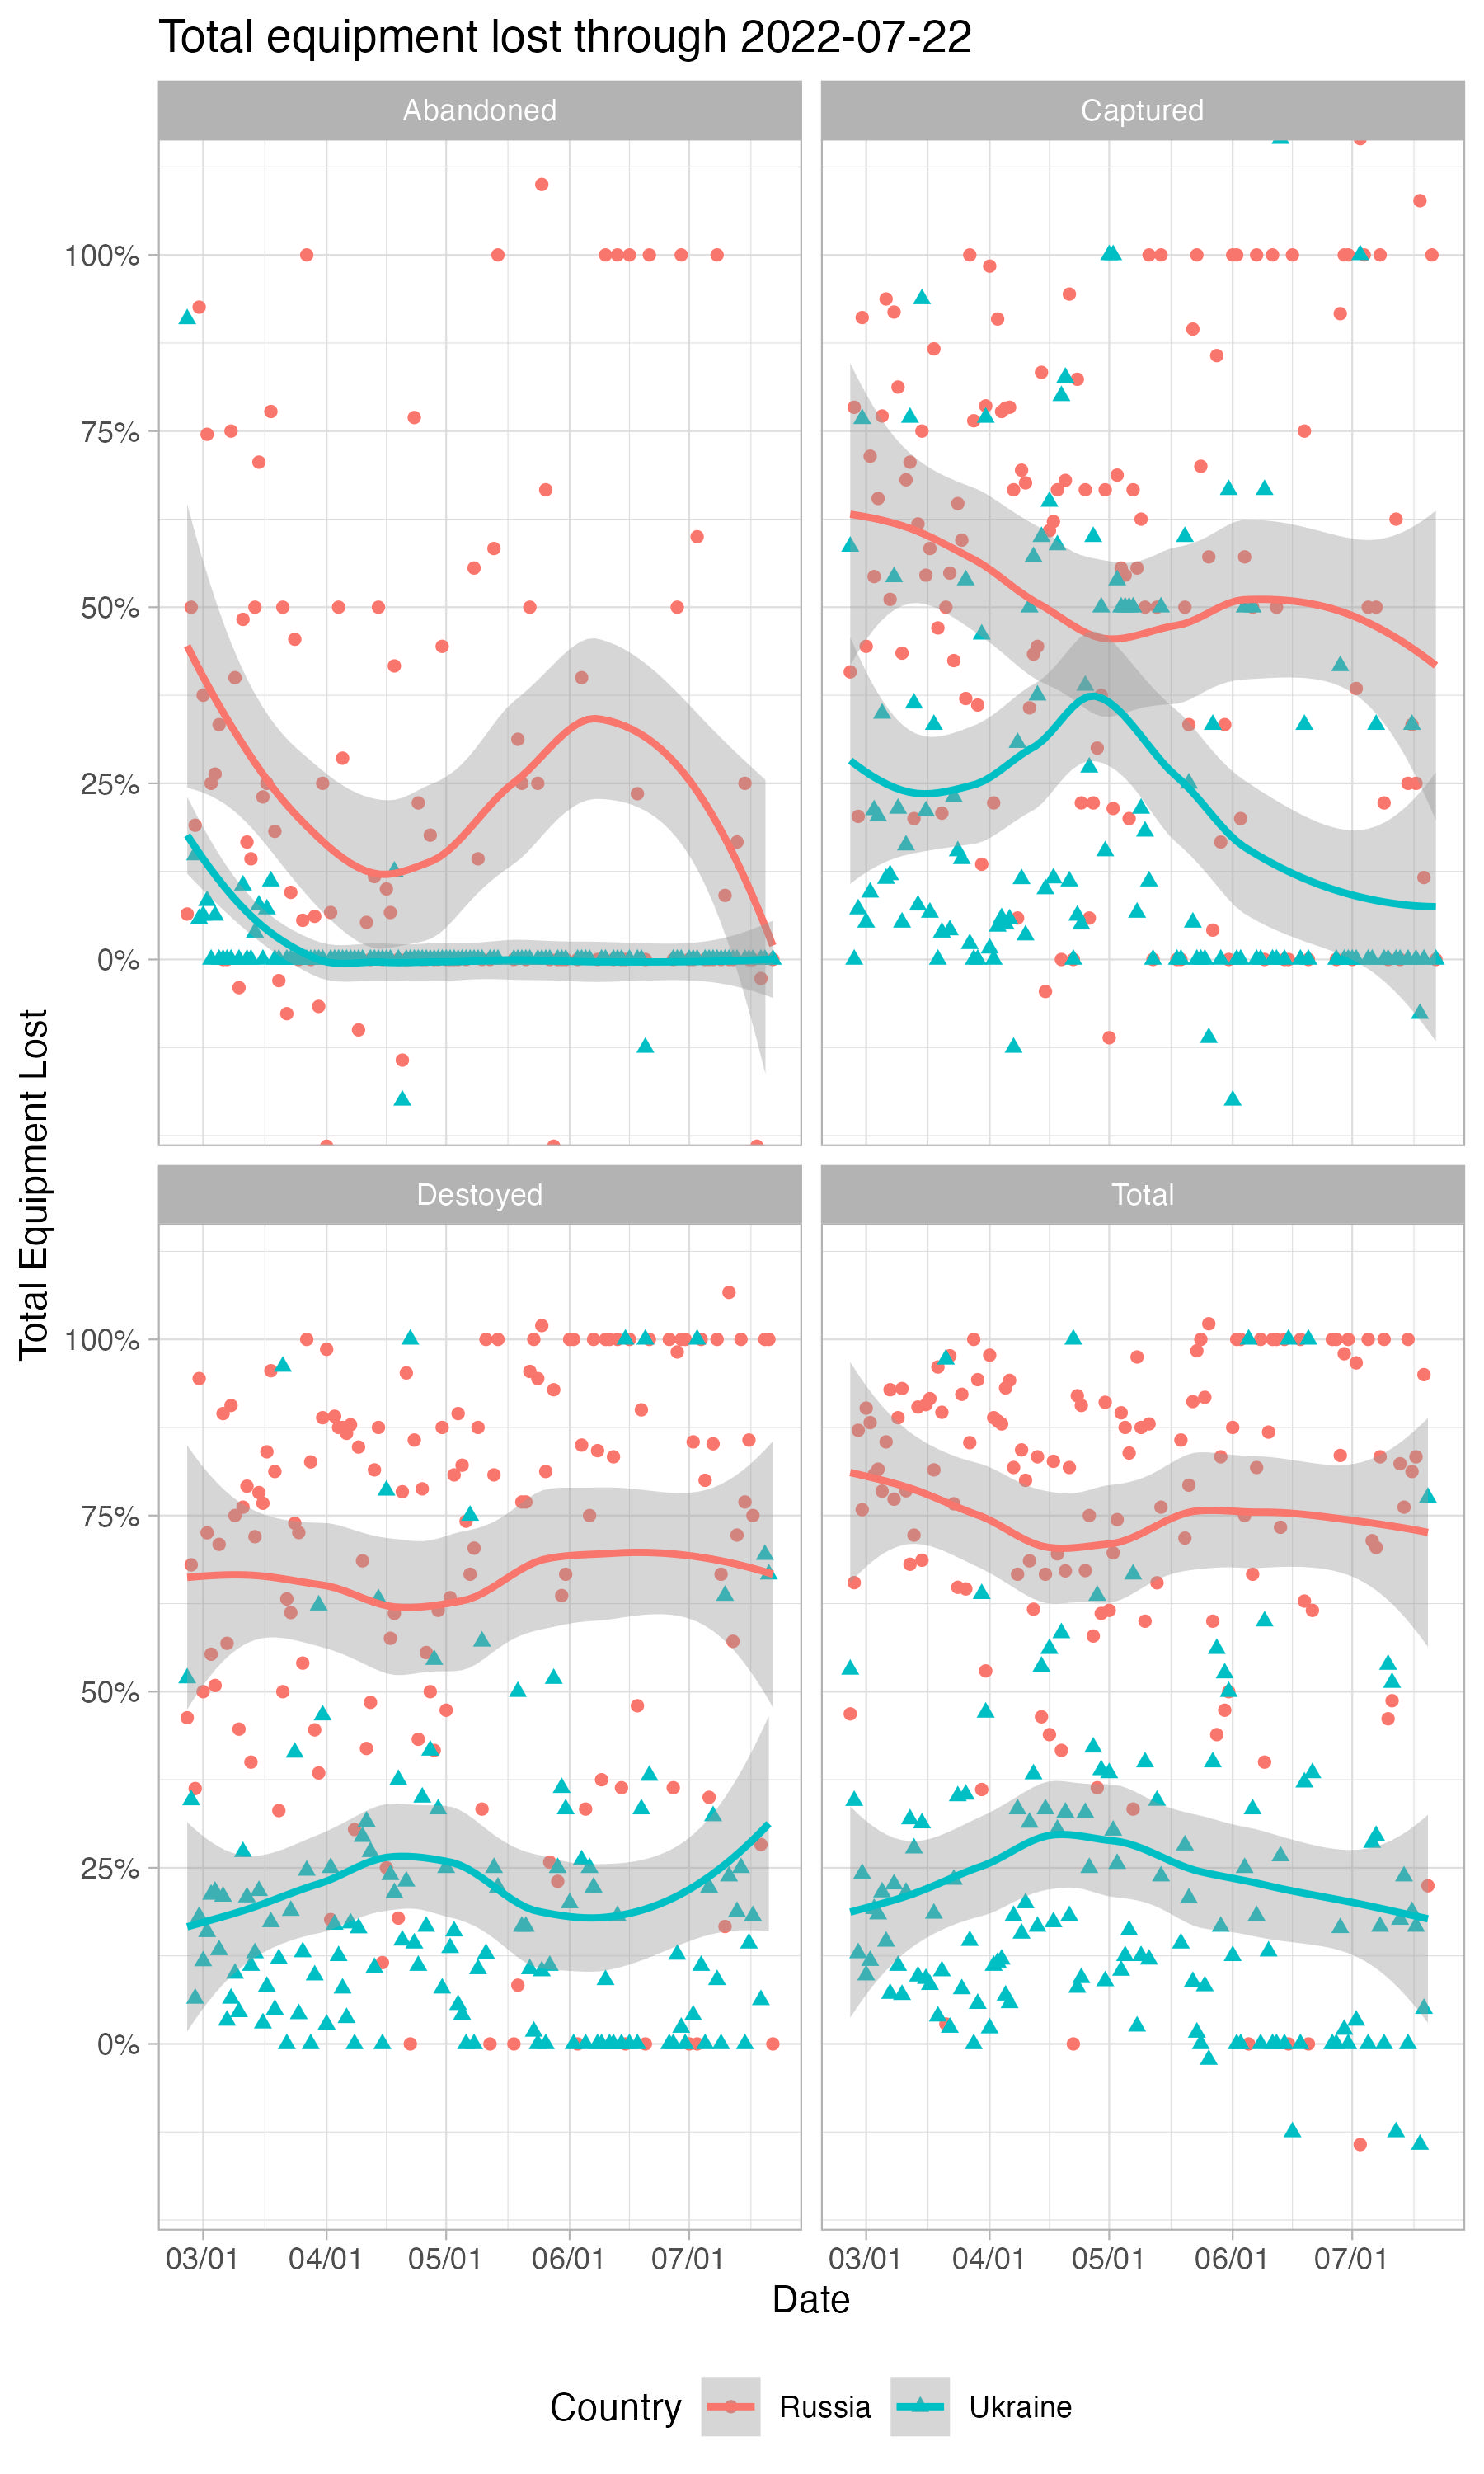 Total equipment lost through 2022-07-22
Abandoned
Captured
100%
75%
50%
25%
0%
Total Equipment Lost
Destoyed
Total
100%
75%
50%
25%
0%
03/01 04/01 05/01 06/01 07/01
03/01 04/01 05/01 06/01 07/01
Date
Country Russia Ukraine